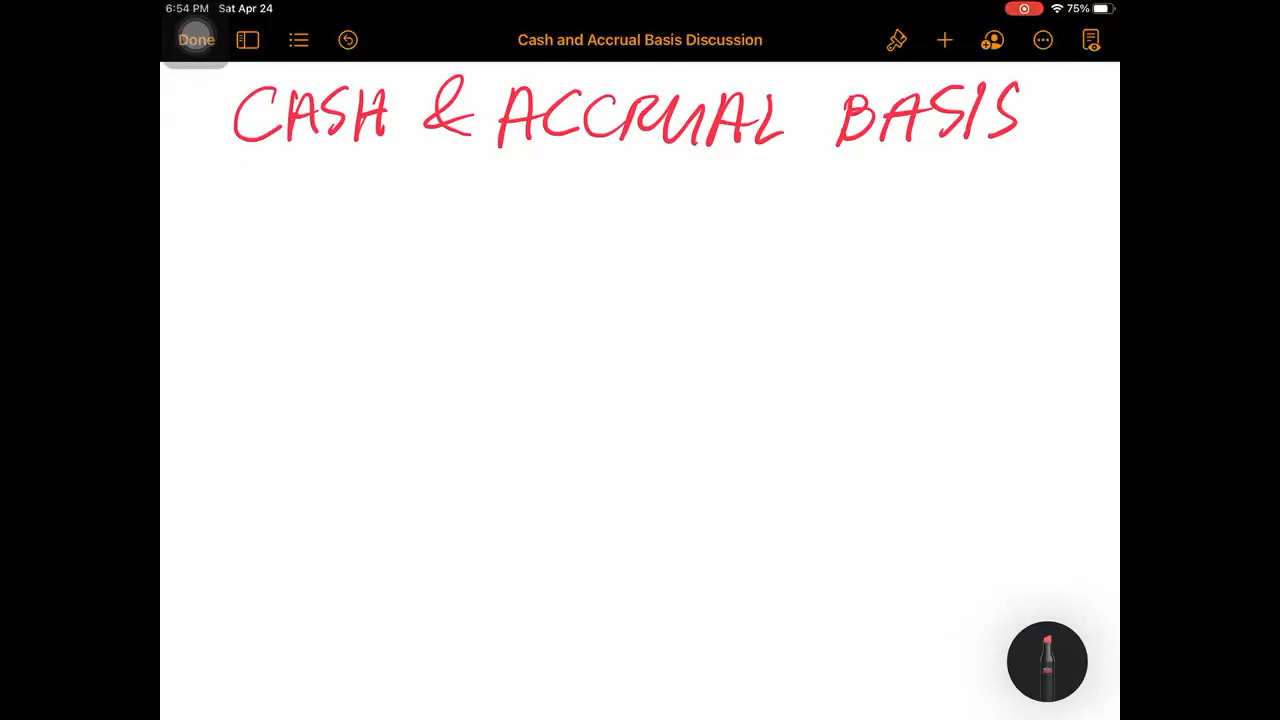 6:54 PM Sat Apr 24 75%
Done Cash and Accrual Basis Discussion
CASH & ACCRUAL BASIS